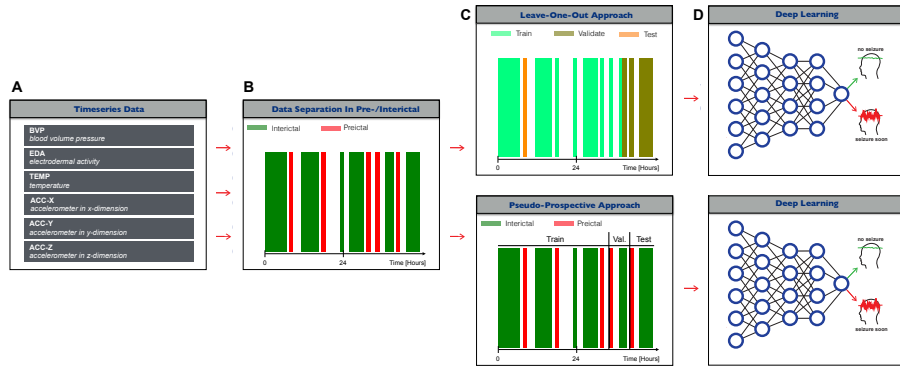 A
Timeseries Data
BVP
blood volume pressure
EDA
electrodermal activity
TEMP
temperature
ACC-X
accelerometer in x-dimension
ACC-Y
accelerometer in y-dimension
ACC-Z
accelerometer in z-dimension
B
Data Separation In Pre-/Interictal
Interictal Preictal
0 24 Time [Hours]
C
Leave-One-Out Approach
Train Validate Test
0 24 Time [Hours]
Pseudo-Prospective Approach
Interictal Preictal
Train Val. Test
0 24 Time [Hours]
D
Deep Learning
no seizure
seizure soon
Deep Learning
no seizure
seizure soon